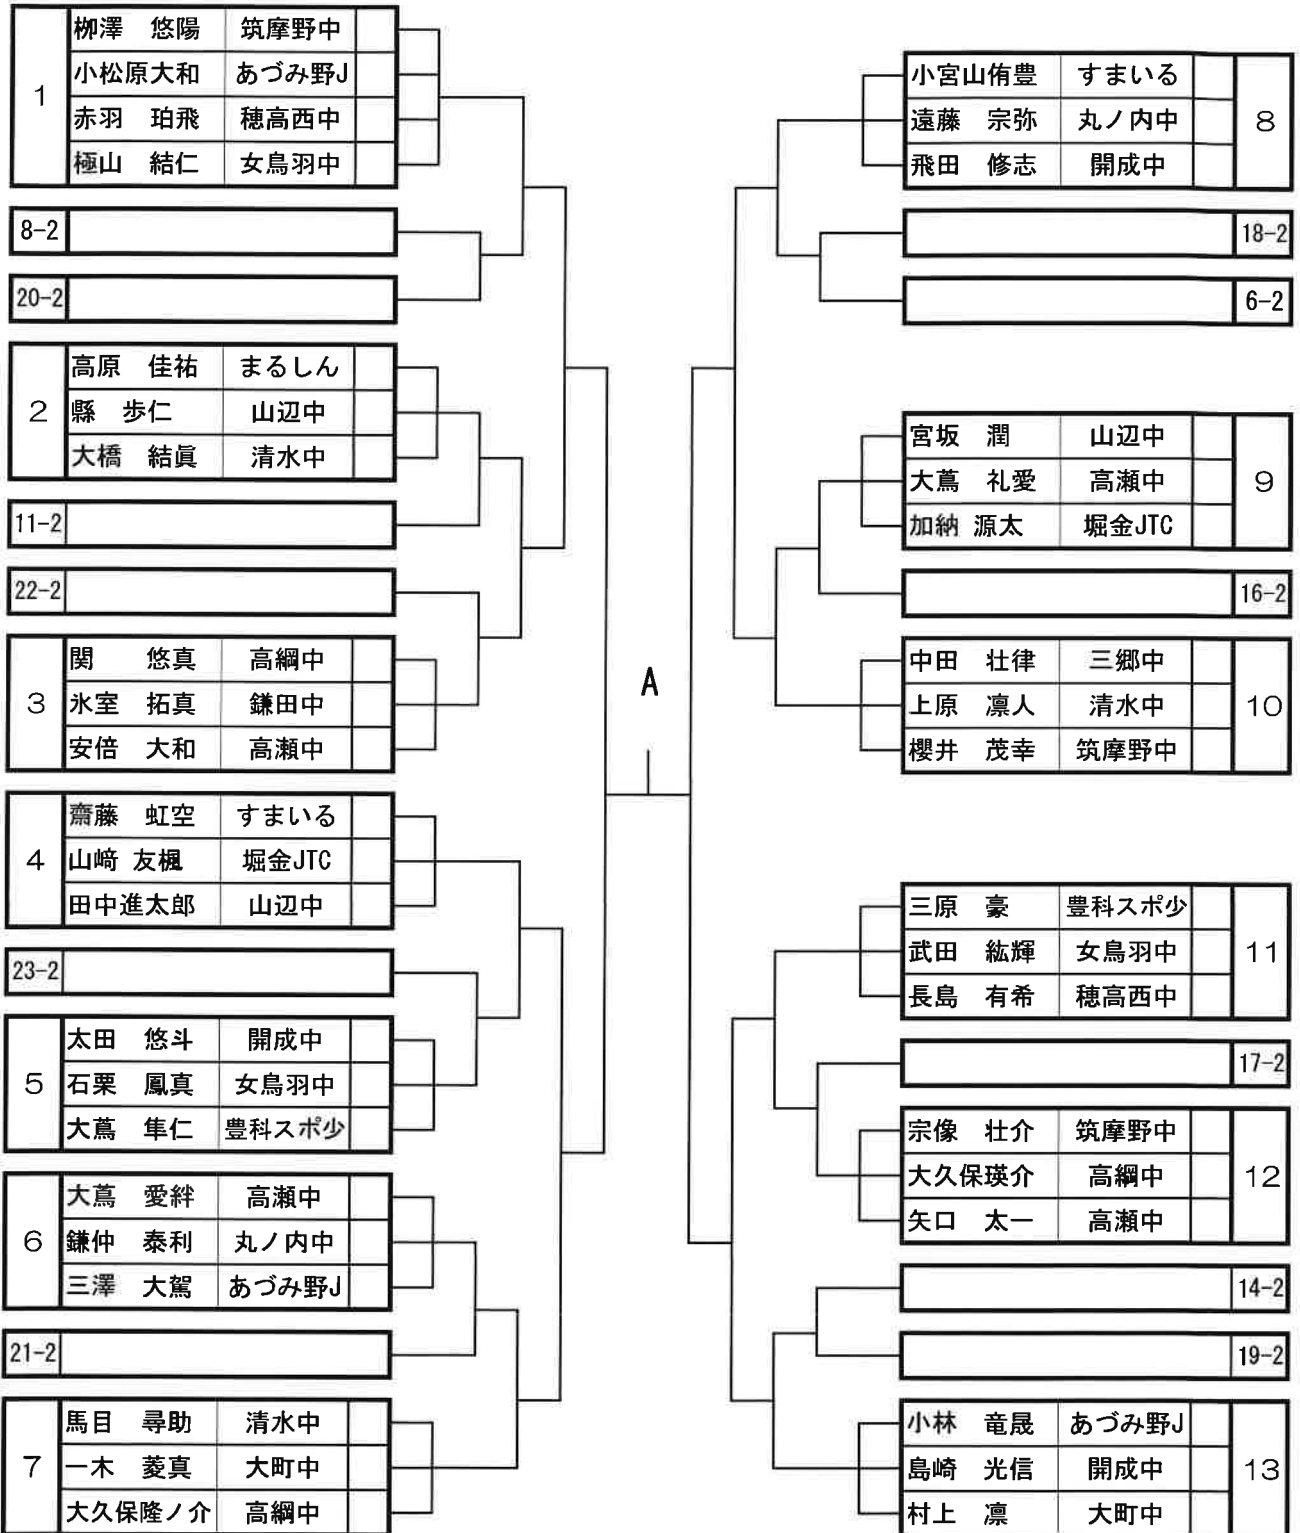 1
栁澤 悠陽 筑摩野中
小松原大和 あづみ野J
赤羽 珀飛 穂高西中
極山 結仁 女鳥羽中
8-2
20-2
2
高原 佳祐 まるしん
縣 歩仁 山辺中
大橋 結眞 清水中
11-2
22-2
3
関 悠真 高綱中
氷室 拓真 鎌田中
安倍 大和 高瀬中
4
齋藤 虹空 すまいる
山﨑 友楓 堀金JTC
田中進太郎 山辺中
23-2
5
太田 悠斗 開成中
石栗 鳳真 女鳥羽中
大蔦 隼仁 豊科スポ少
6
大蔦 愛絆 高瀬中
鎌仲 泰利 丸ノ内中
三澤 大駕 あづみ野J
21-2
7
馬目 尋助 清水中
一木 菱真 大町中
大久保隆ノ介 高綱中
A
小宮山侑豊 すまいる
遠藤 宗弥 丸ノ内中
飛田 修志 開成中
8
18-2
6-2
宮坂 潤 山辺中
大蔦 礼愛 高瀬中
加納 源太 堀金JTC
9
16-2
中田 壮律 三郷中
上原 凛人 清水中
櫻井 茂幸 筑摩野中
10
三原 豪 豊科スポ少
武田 紘輝 女鳥羽中
長島 有希 穂高西中
11
17-2
宗像 壮介 筑摩野中
大久保瑛介 高綱中
矢口 太一 高瀬中
12
14-2
19-2
小林 竜晟 あづみ野J
島崎 光信 開成中
村上 凛 大町中
13